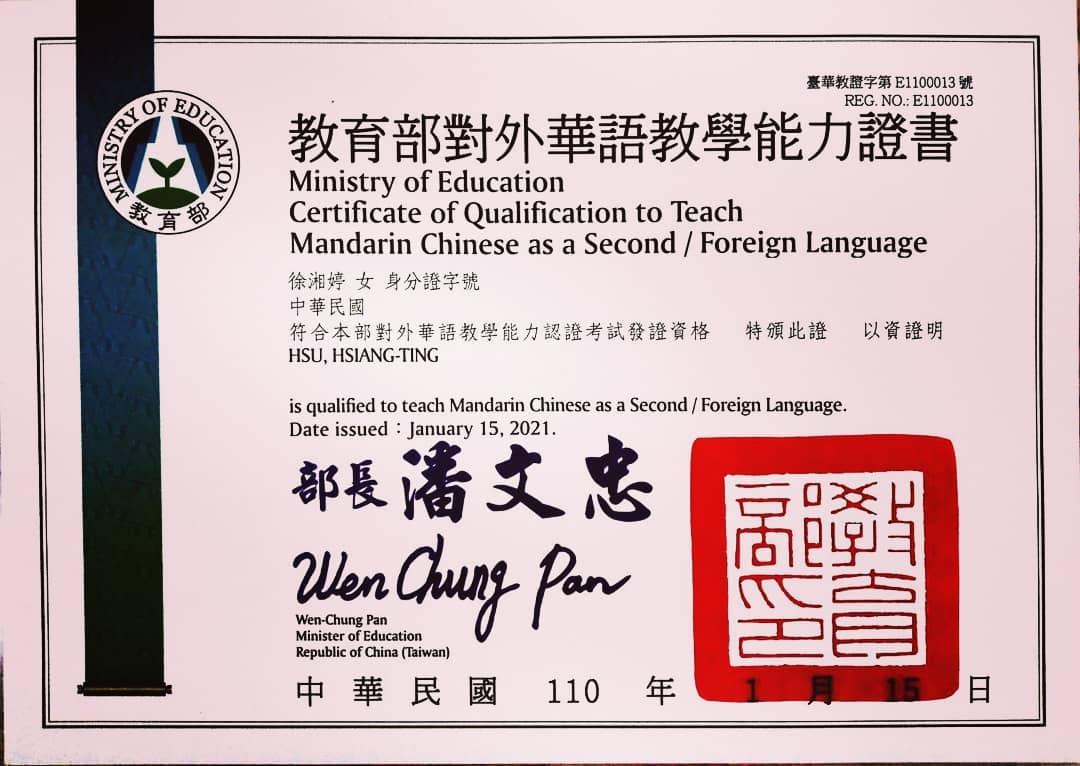 MINISTRY OF EDUCATION
教育部
臺華教證字第 E1100013 號
REG. NO.: E1100013
教育部對外華語教學能力證書
Ministry of Education
Certificate of Qualification to Teach
Mandarin Chinese as a Second / Foreign Language
徐湘婷 女 身分證字號
中華民國
符合本部對外華語教學能力認證考試發證資格 特頒此證 以資證明
HSU, HSIANG-TING
is qualified to teach Mandarin Chinese as a Second / Foreign Language.
Date issued：January 15, 2021.
部長 潘文忠
Wen Chung Pan
Wen-Chung Pan
Minister of Education
Republic of China (Taiwan)
教育部印
中華民國 110 年 1 月 15 日